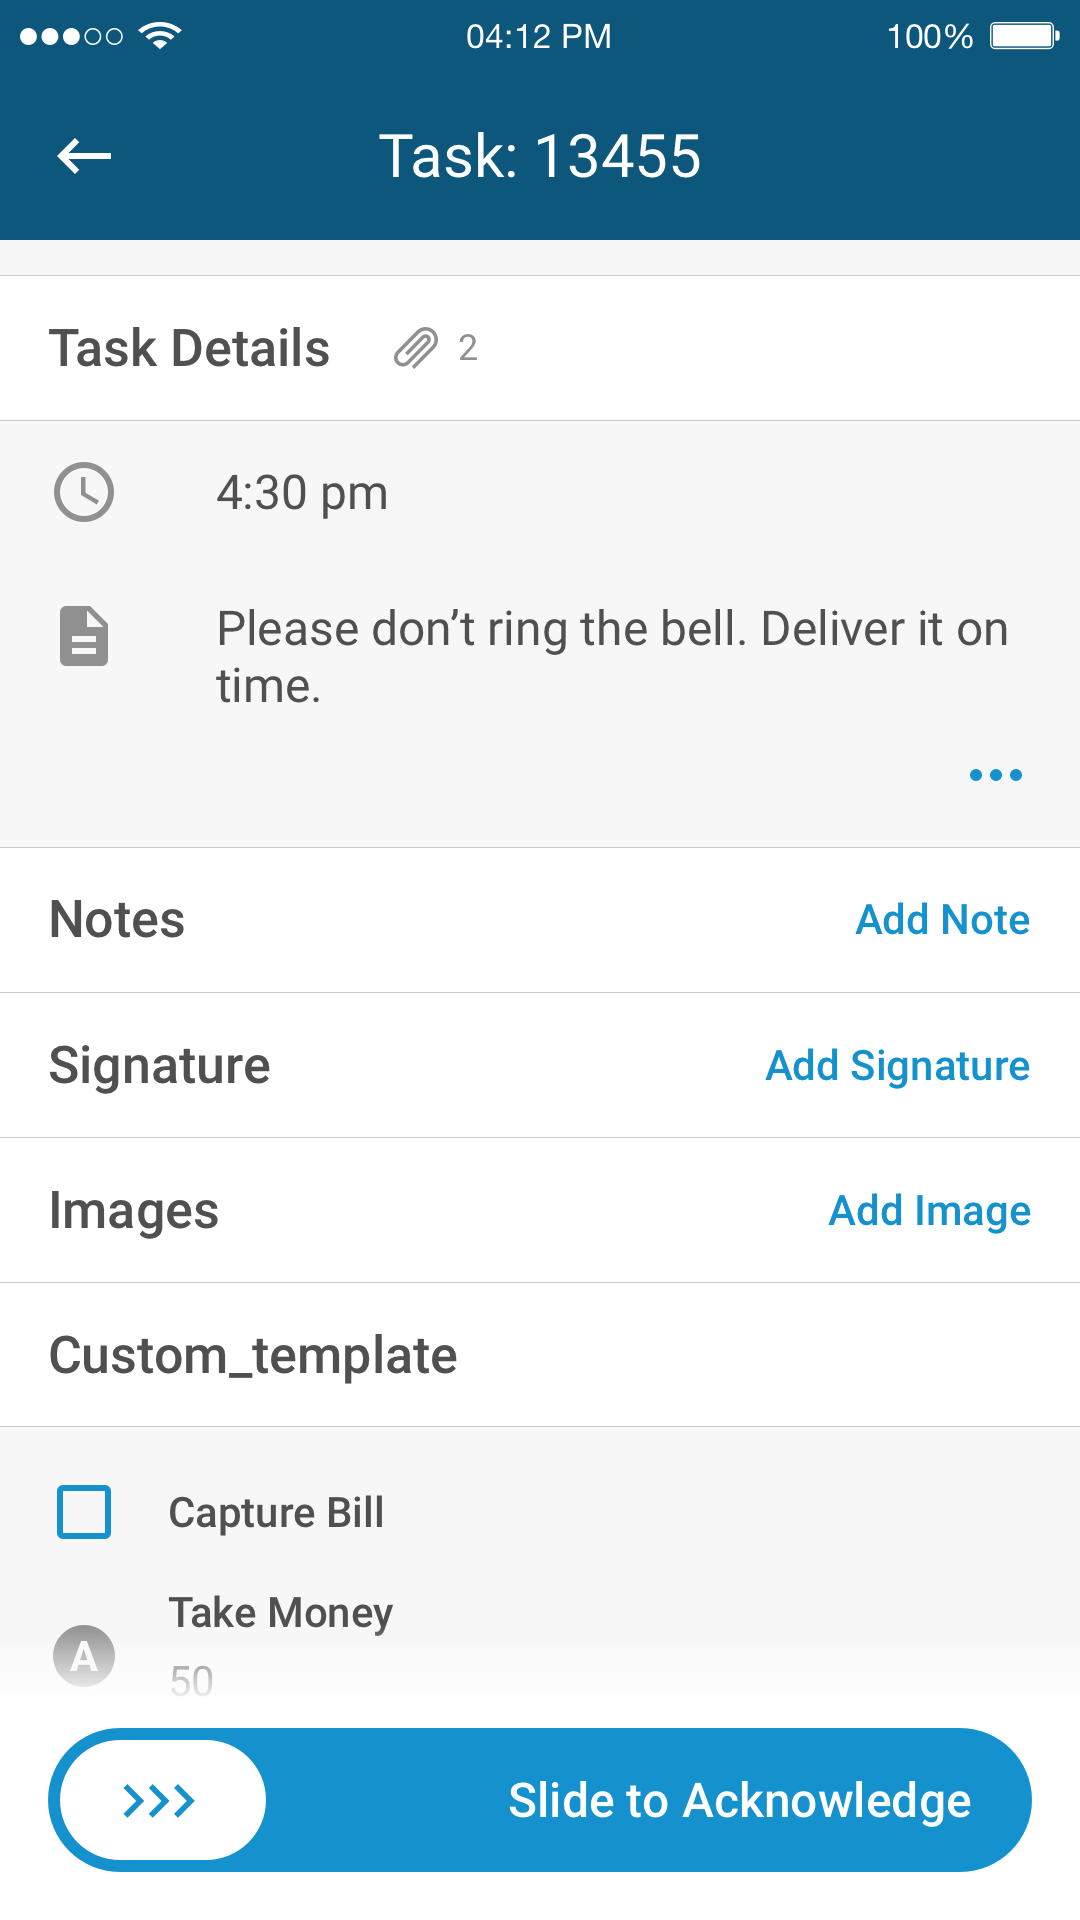 04:12 PM 100%
Task: 13455
Task Details 2
4:30 pm
Please don’t ring the bell. Deliver it on
time.
Notes Add Note
Signature Add Signature
Images Add Image
Custom_template
Capture Bill
Take Money
A
50
Slide to Acknowledge